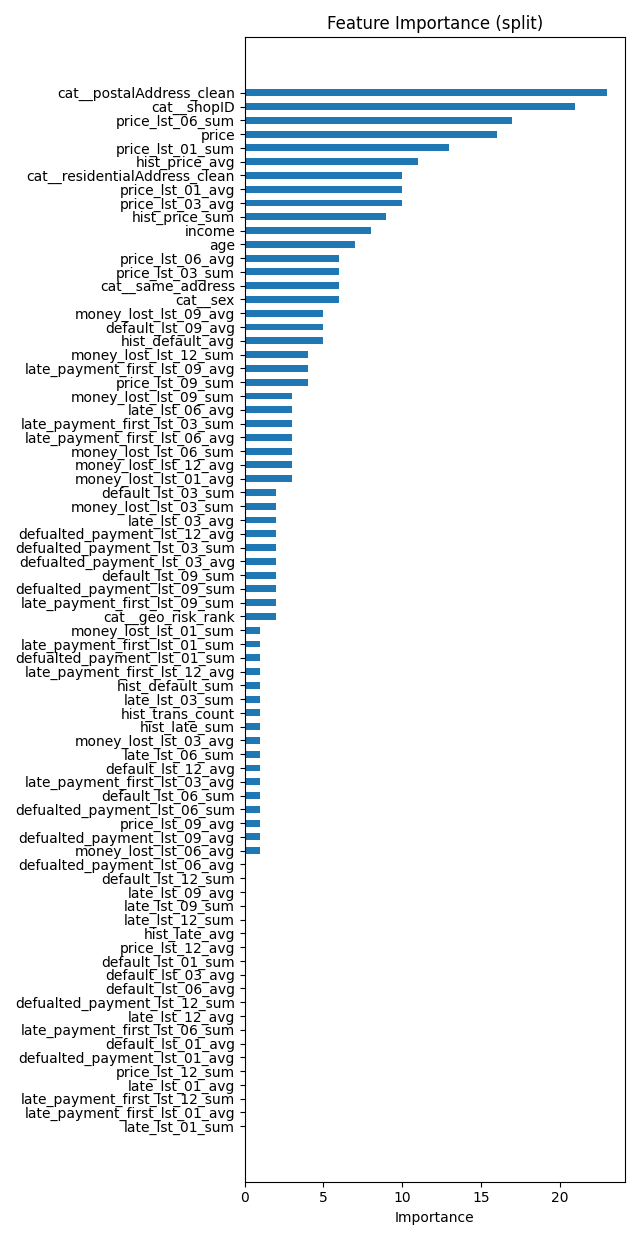 Feature Importance (split)
cat__postalAddress_clean
cat__shopID
price_lst_06_sum
price
price_lst_01_sum
hist_price_avg
cat__residentialAddress_clean
price_lst_01_avg
price_lst_03_avg
hist_price_sum
income
age
price_lst_06_avg
price_lst_03_sum
cat__same_address
cat__sex
money_lost_lst_09_avg
default_lst_09_avg
hist_default_avg
money_lost_lst_12_sum
late_payment_first_lst_09_avg
price_lst_09_sum
money_lost_lst_09_sum
late_lst_06_avg
late_payment_first_lst_03_sum
late_payment_first_lst_06_avg
money_lost_lst_06_sum
money_lost_lst_12_avg
money_lost_lst_01_avg
default_lst_03_sum
money_lost_lst_03_sum
late_lst_03_avg
defualted_payment_lst_12_avg
defualted_payment_lst_03_sum
defualted_payment_lst_03_avg
default_lst_09_sum
defualted_payment_lst_09_sum
late_payment_first_lst_09_sum
cat__geo_risk_rank
money_lost_lst_01_sum
late_payment_first_lst_01_sum
defualted_payment_lst_01_sum
late_payment_first_lst_12_avg
hist_default_sum
late_lst_03_sum
hist_trans_count
hist_late_sum
money_lost_lst_03_avg
late_lst_06_sum
default_lst_12_avg
late_payment_first_lst_03_avg
default_lst_06_sum
defualted_payment_lst_06_sum
price_lst_09_avg
defualted_payment_lst_09_avg
money_lost_lst_06_avg
defualted_payment_lst_06_avg
default_lst_12_sum
late_lst_09_avg
late_lst_09_sum
late_lst_12_sum
hist_late_avg
price_lst_12_avg
default_lst_01_sum
default_lst_03_avg
default_lst_06_avg
defualted_payment_lst_12_sum
late_lst_12_avg
late_payment_first_lst_06_sum
default_lst_01_avg
defualted_payment_lst_01_avg
price_lst_12_sum
late_lst_01_avg
late_payment_first_lst_12_sum
late_payment_first_lst_01_avg
late_lst_01_sum
0 5 10 15 20
Importance